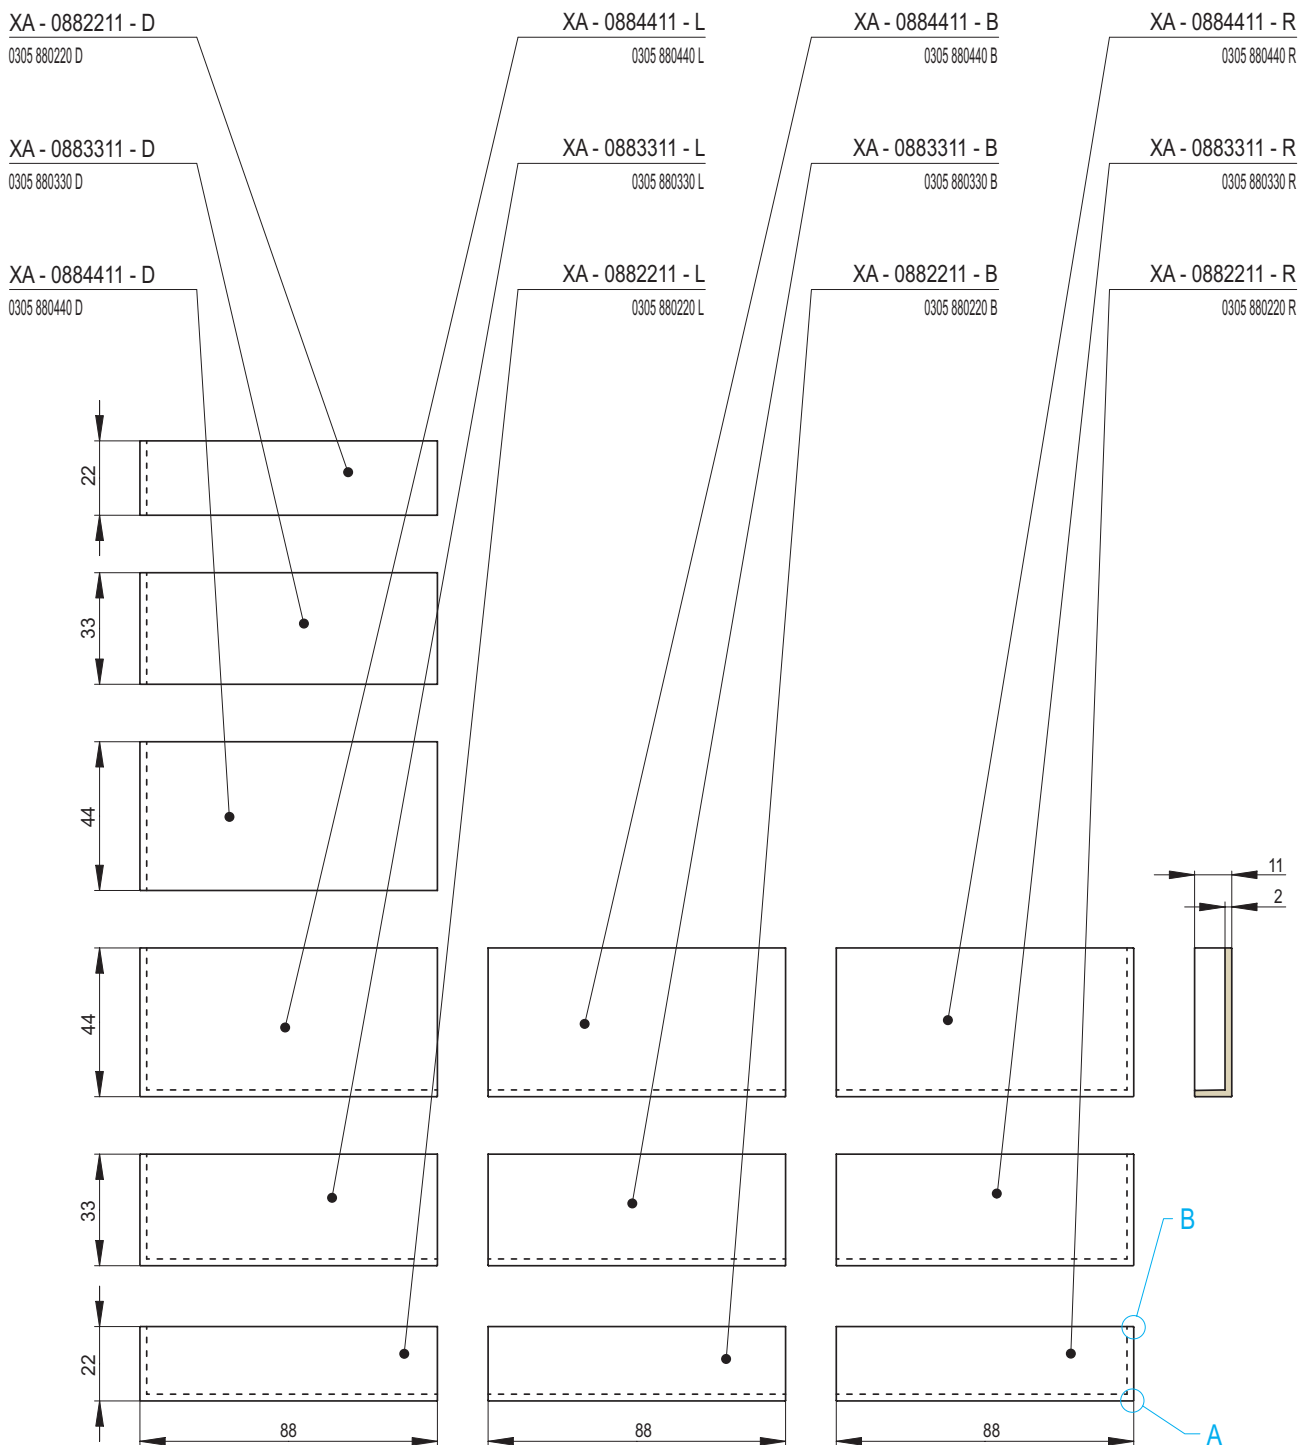 XA - 0882211 - D XA - 0884411 - L XA - 0884411 - B XA - 0884411 - R
0305 880220 D 0305 880440 L 0305 880440 B 0305 880440 R
XA - 0883311 - D XA - 0883311 - L XA - 0883311 - B XA - 0883311 - R
0305 880330 D 0305 880330 L 0305 880330 B 0305 880330 R
XA - 0884411 - D XA - 0882211 - L XA - 0882211 - B XA - 0882211 - R
0305 880440 D 0305 880220 L 0305 880220 B 0305 880220 R
22
33
44
11
2
44
33
B
22
88 88 88
A